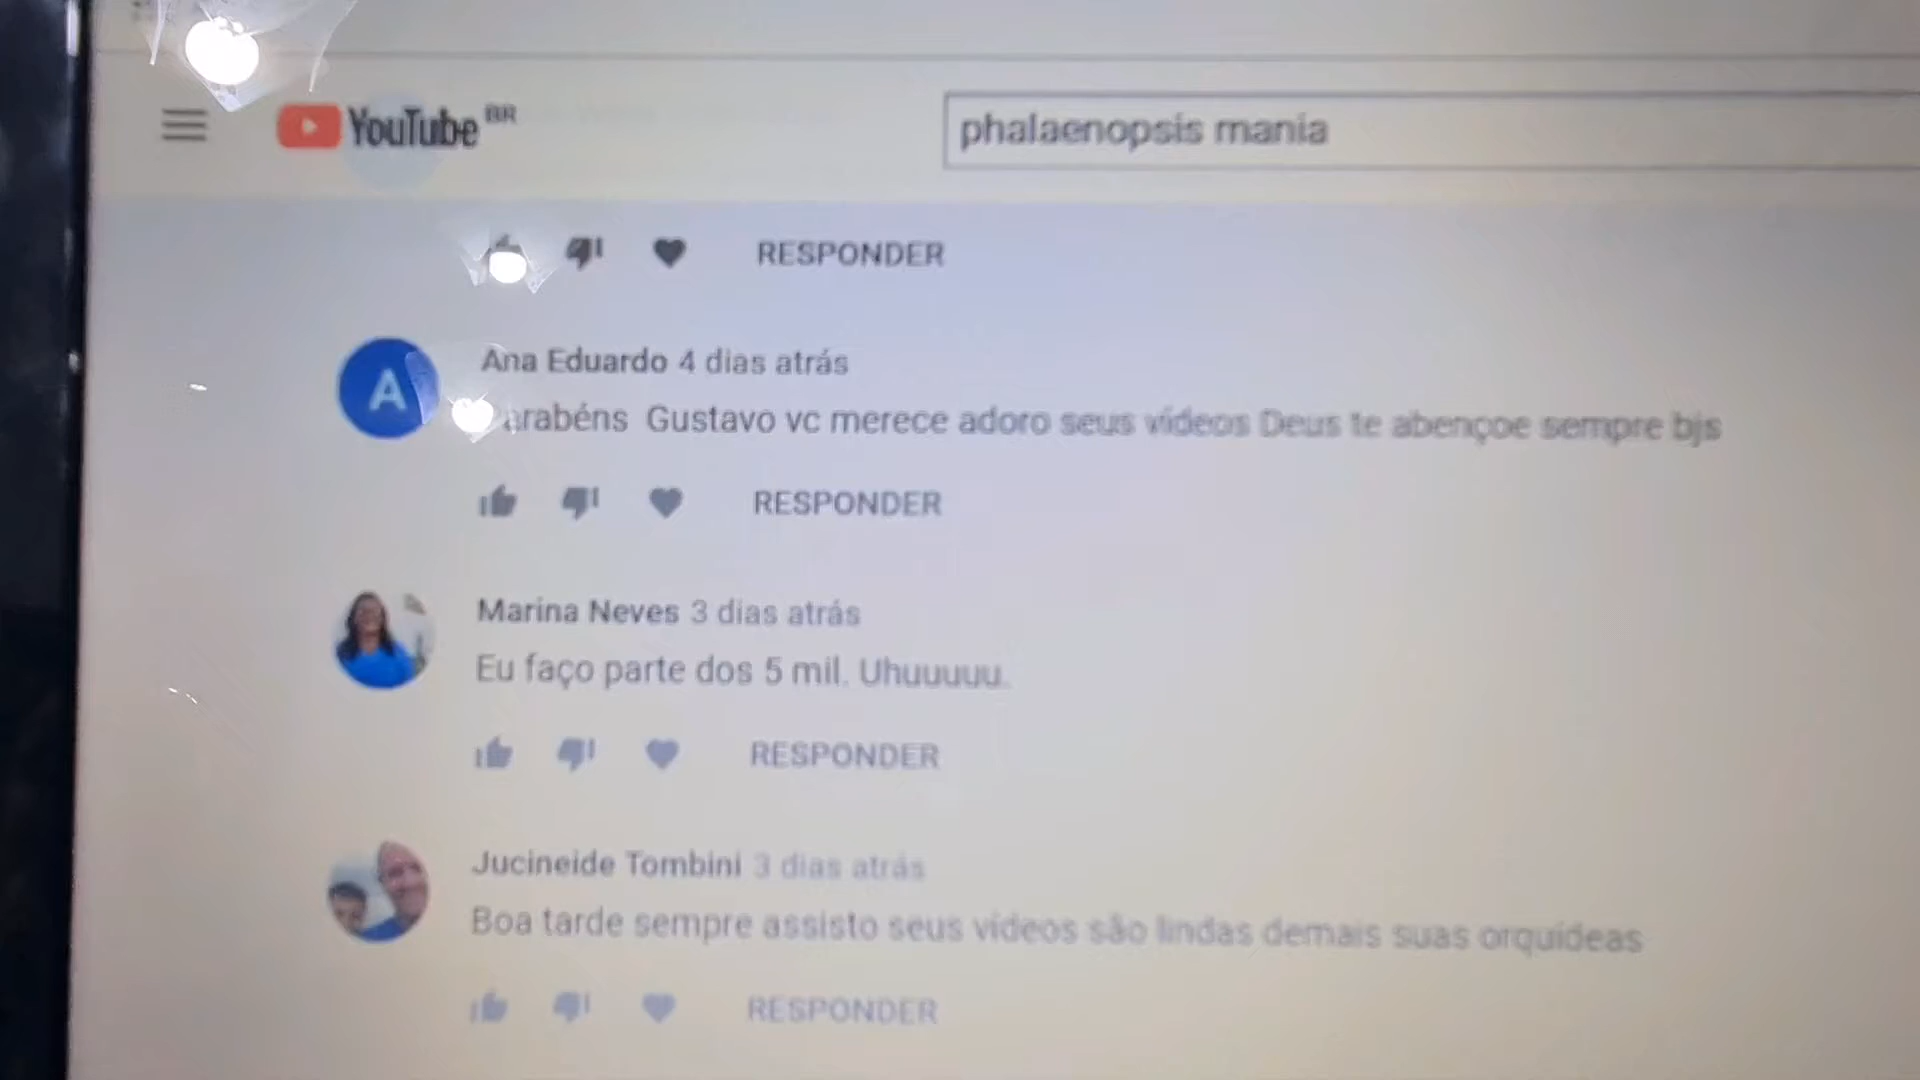 YouTube BR
phalaenopsis mania
RESPONDER
A
Ana Eduardo 4 dias atrás
arabéns Gustavo vc merece adoro seus vídeos Deus te abençoe sempre bjs
RESPONDER
Marina Neves 3 dias atrás
Eu faço parte dos 5 mil. Uhuuuuu.
RESPONDER
Jucineide Tombini 3 dias atrás
Boa tarde sempre assisto seus vídeos são lindas demais suas orquídeas
RESPONDER